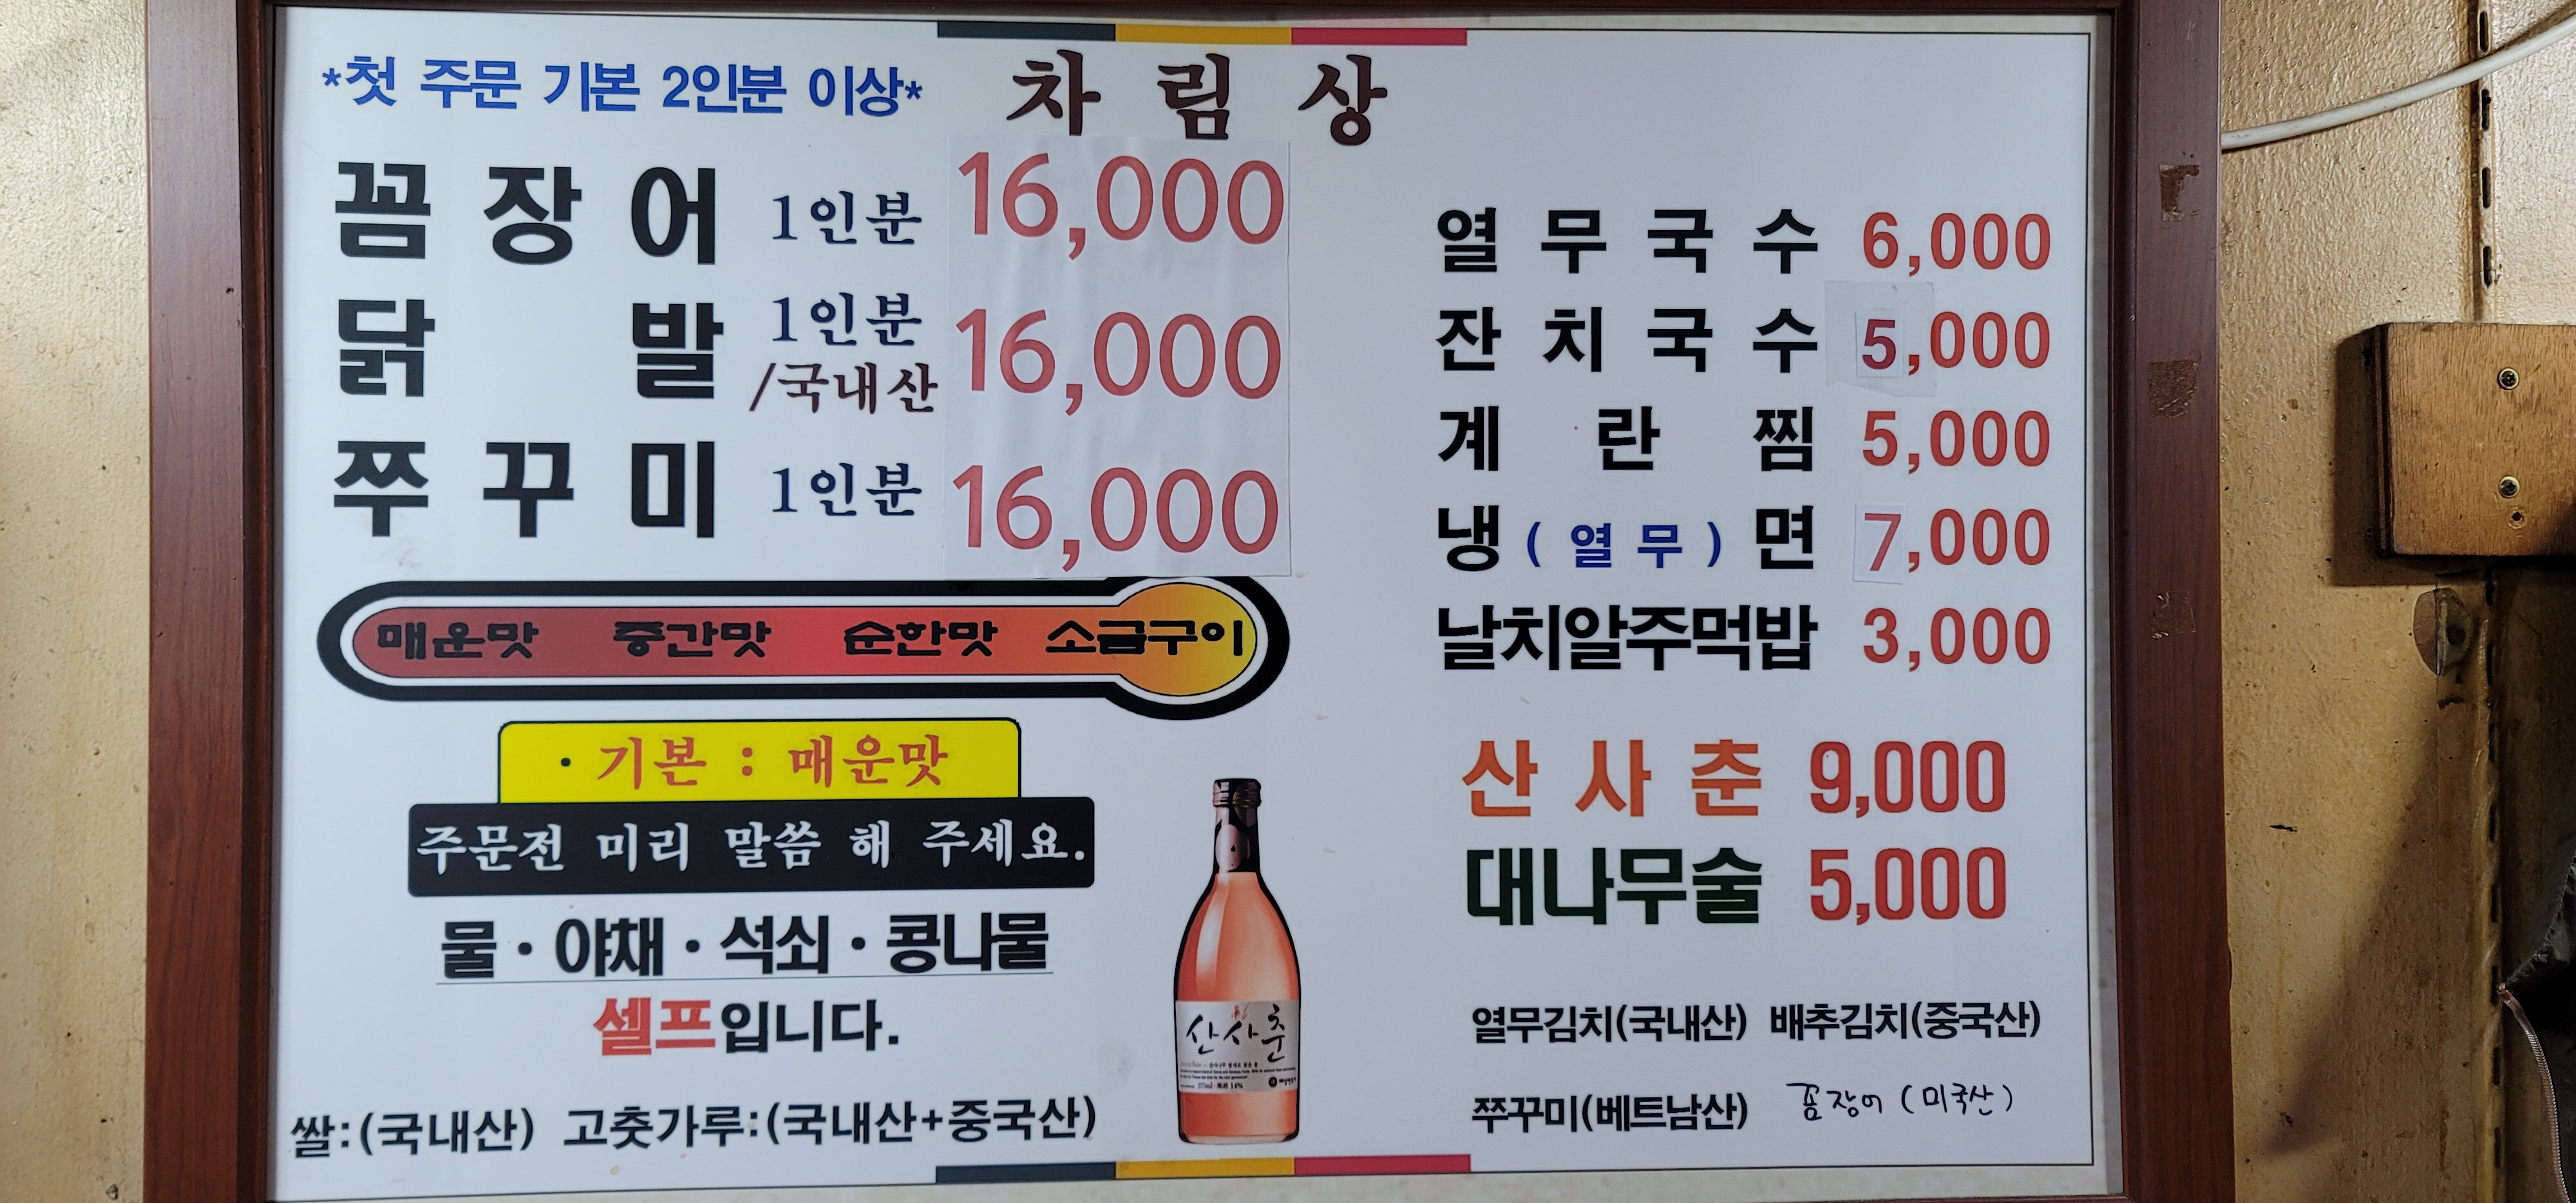 *첫 주문 기본 2인분 이상*
차림상
꼼장어 1인분 16,000
닭발 1인분/국내산 16,000
쭈꾸미 1인분 16,000
매운맛 중간맛 순한맛 소금구이
· 기본 : 매운맛
주문전 미리 말씀 해 주세요.
물 · 야채 · 석쇠 · 콩나물
셀프입니다.
쌀:(국내산) 고춧가루:(국내산+중국산)
산사춘
열무국수 6,000
잔치국수 5,000
계란찜 5,000
냉(열무)면 7,000
날치알주먹밥 3,000
산사춘 9,000
대나무술 5,000
열무김치(국내산) 배추김치(중국산)
쭈꾸미(베트남산) 꼼장어(미국산)